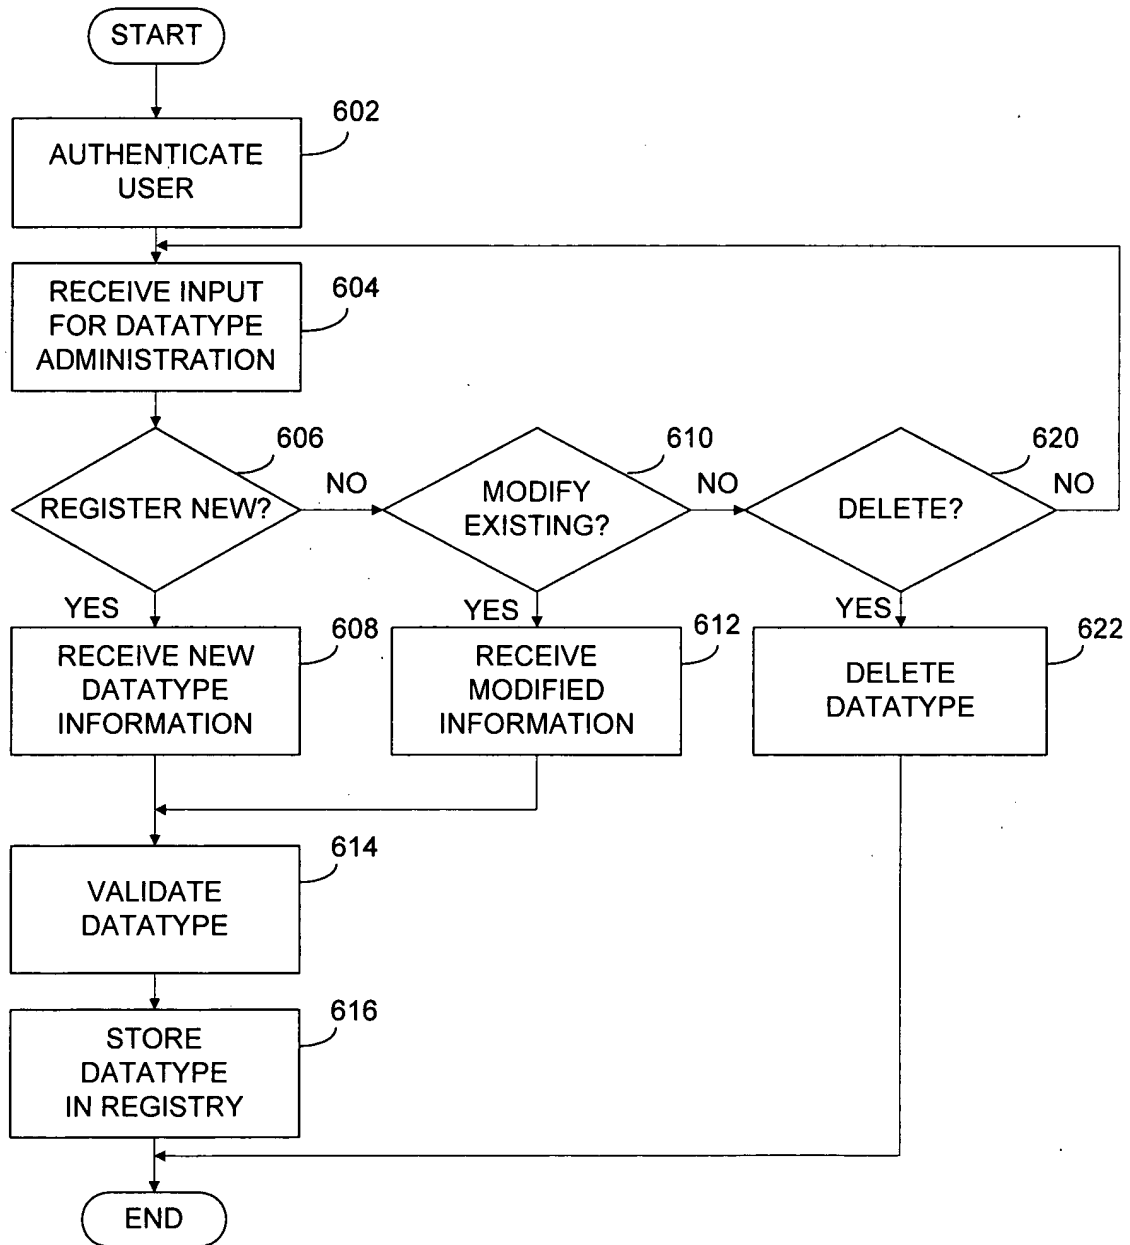 START
602
AUTHENTICATE
USER
RECEIVE INPUT
FOR DATATYPE
ADMINISTRATION
604
606
610
620
REGISTER NEW?
NO
MODIFY
EXISTING?
NO
DELETE?
NO
YES
YES
YES
608
612
622
RECEIVE NEW
DATATYPE
INFORMATION
RECEIVE
MODIFIED
INFORMATION
DELETE
DATATYPE
614
VALIDATE
DATATYPE
616
STORE
DATATYPE
IN REGISTRY
END